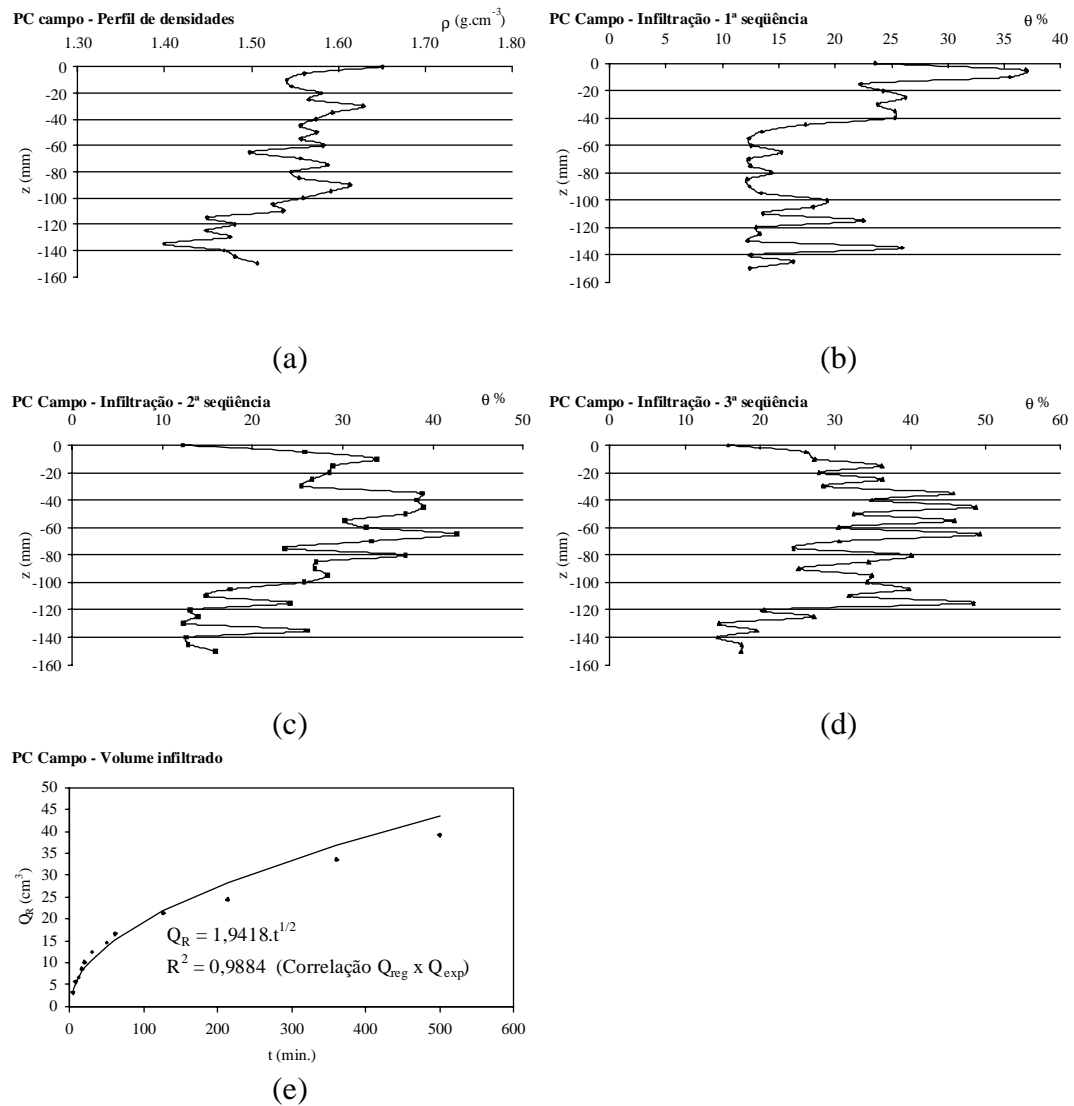 PC campo - Perfil de densidades
ρ (g.cm-3)
1.30 1.40 1.50 1.60 1.70 1.80
0
-20
-40
-60
-80
-100
-120
-140
-160
z (mm)
(a)
PC Campo - Infiltração - 1ª seqüência
θ %
0 5 10 15 20 25 30 35 40
0
-20
-40
-60
-80
-100
-120
-140
-160
z (mm)
(b)
PC Campo - Infiltração - 2ª seqüência
θ %
0 10 20 30 40 50
0
-20
-40
-60
-80
-100
-120
-140
-160
z (mm)
(c)
PC Campo - Infiltração - 3ª seqüência
θ %
0 10 20 30 40 50 60
0
-20
-40
-60
-80
-100
-120
-140
-160
z (mm)
(d)
PC Campo - Volume infiltrado
50
45
40
35
30
25
20
15
10
5
0
QR (cm3)
QR = 1,9418.t1/2
R2 = 0,9884 (Correlação Qreg x Qexp)
0 100 200 300 400 500 600
t (min.)
(e)